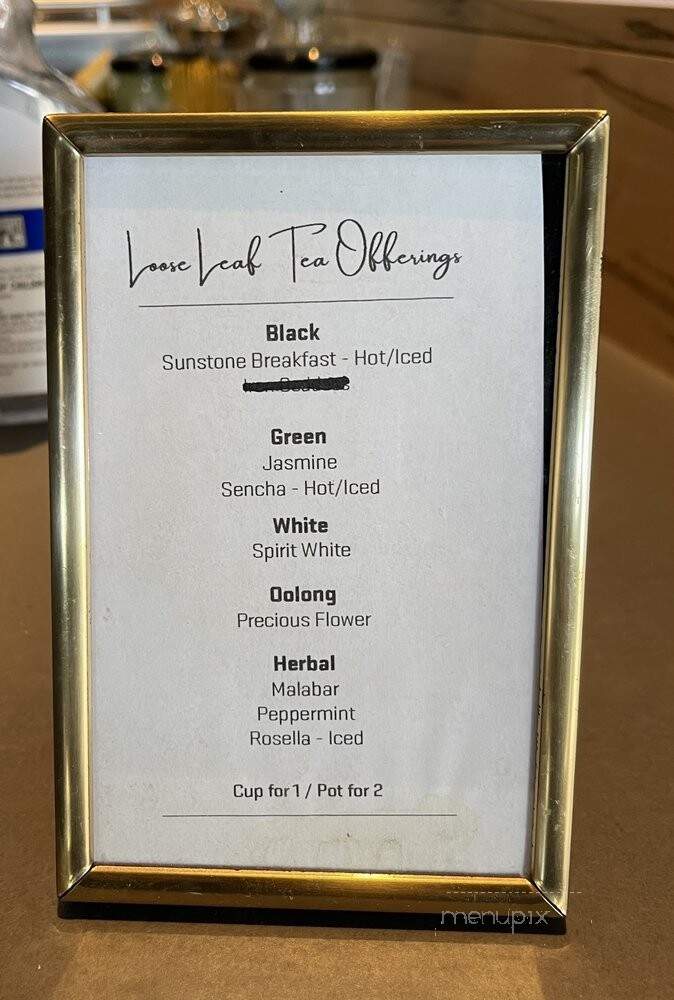 Loose Leaf Tea Offerings
Black
Sunstone Breakfast - Hot/Iced
Green
Jasmine
Sencha - Hot/Iced
White
Spirit White
Oolong
Precious Flower
Herbal
Malabar
Peppermint
Rosella - Iced
Cup for 1 / Pot for 2
menupix